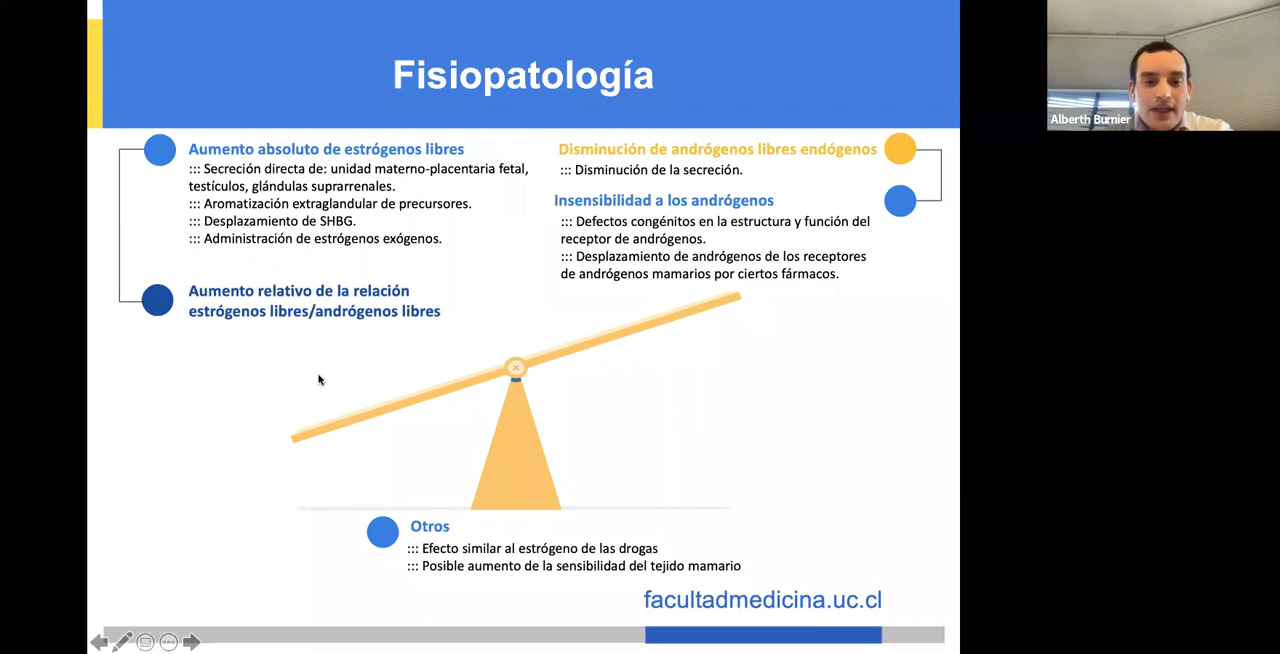 Fisiopatología
Aumento absoluto de estrógenos libres
::: Secreción directa de: unidad materno-placentaria fetal,
testículos, glándulas suprarrenales.
::: Aromatización extraglandular de precursores.
::: Desplazamiento de SHBG.
::: Administración de estrógenos exógenos.
Aumento relativo de la relación
estrógenos libres/andrógenos libres
Disminución de andrógenos libres endógenos
::: Disminución de la secreción.
Insensibilidad a los andrógenos
::: Defectos congénitos en la estructura y función del
receptor de andrógenos.
::: Desplazamiento de andrógenos de los receptores
de andrógenos mamarios por ciertos fármacos.
Otros
::: Efecto similar al estrógeno de las drogas
::: Posible aumento de la sensibilidad del tejido mamario
facultadmedicina.uc.cl
Alberth Burnier